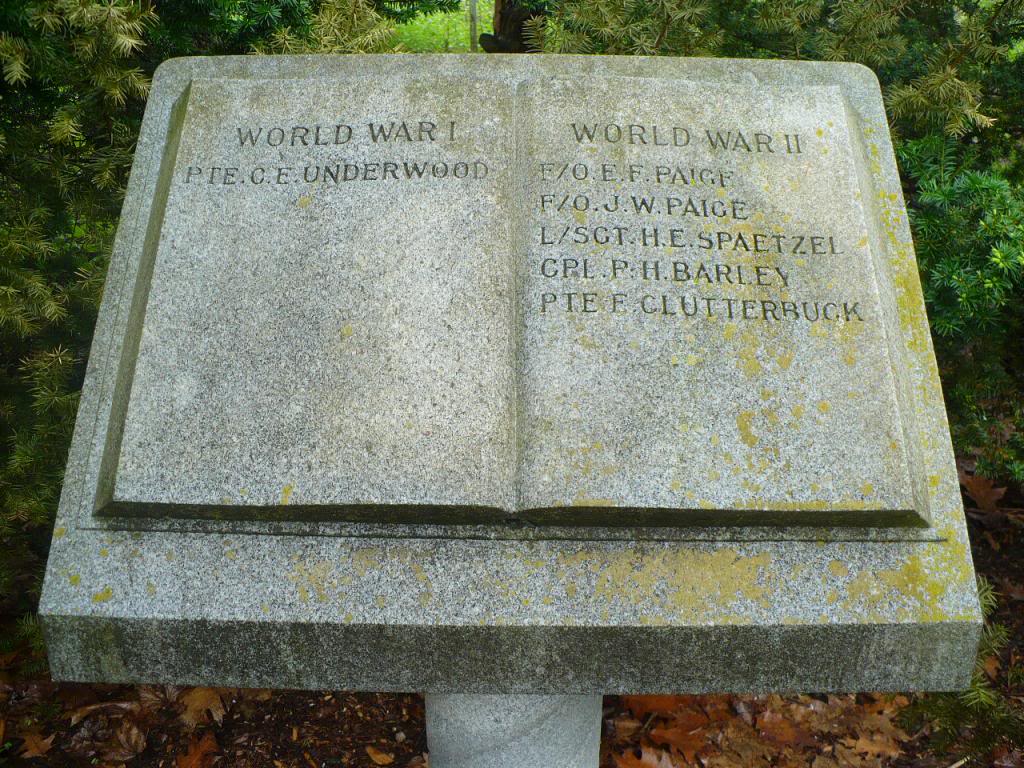 WORLD WAR I
PTE. C. E. UNDERWOOD
WORLD WAR II
F/O. E. F. PAIGE
F/O. J. W. PAIGE
L/SGT. H. E. SPAETZEL
CPL. P. H. BARLEY
PTE F. CLUTTERBUCK